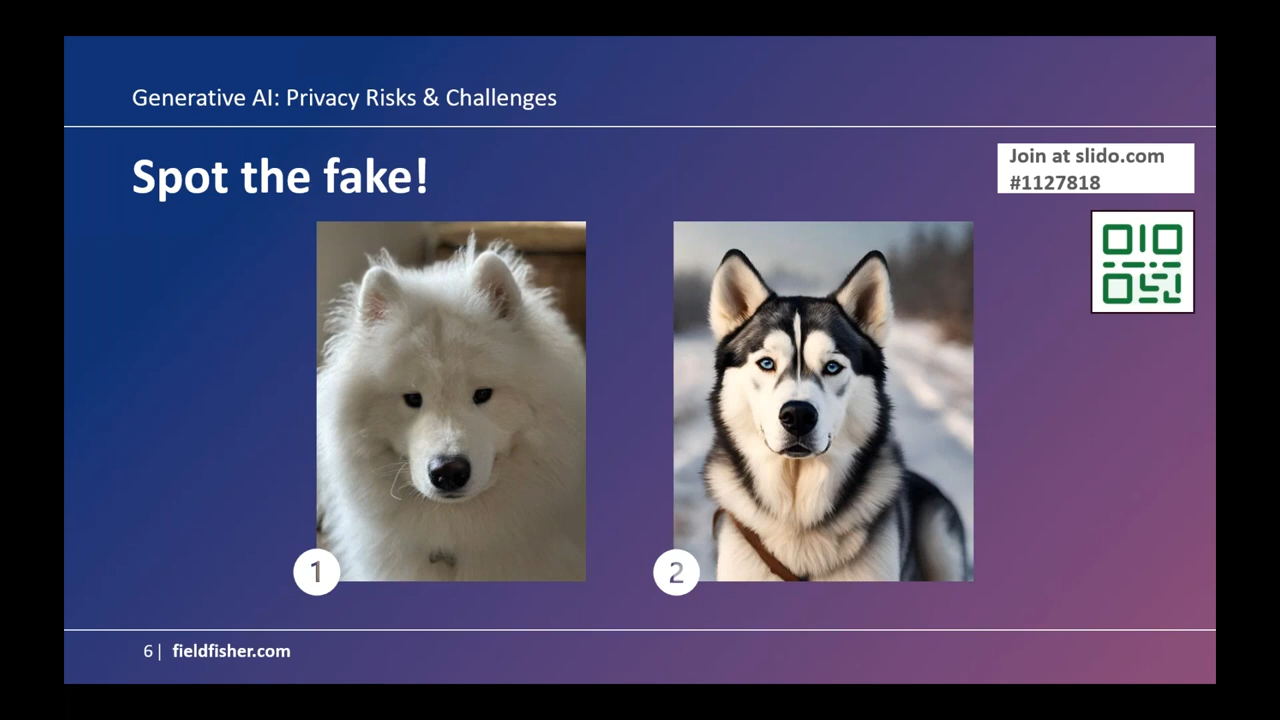 Generative AI: Privacy Risks & Challenges
Spot the fake!
Join at slido.com
#1127818
1
2
6| fieldfisher.com